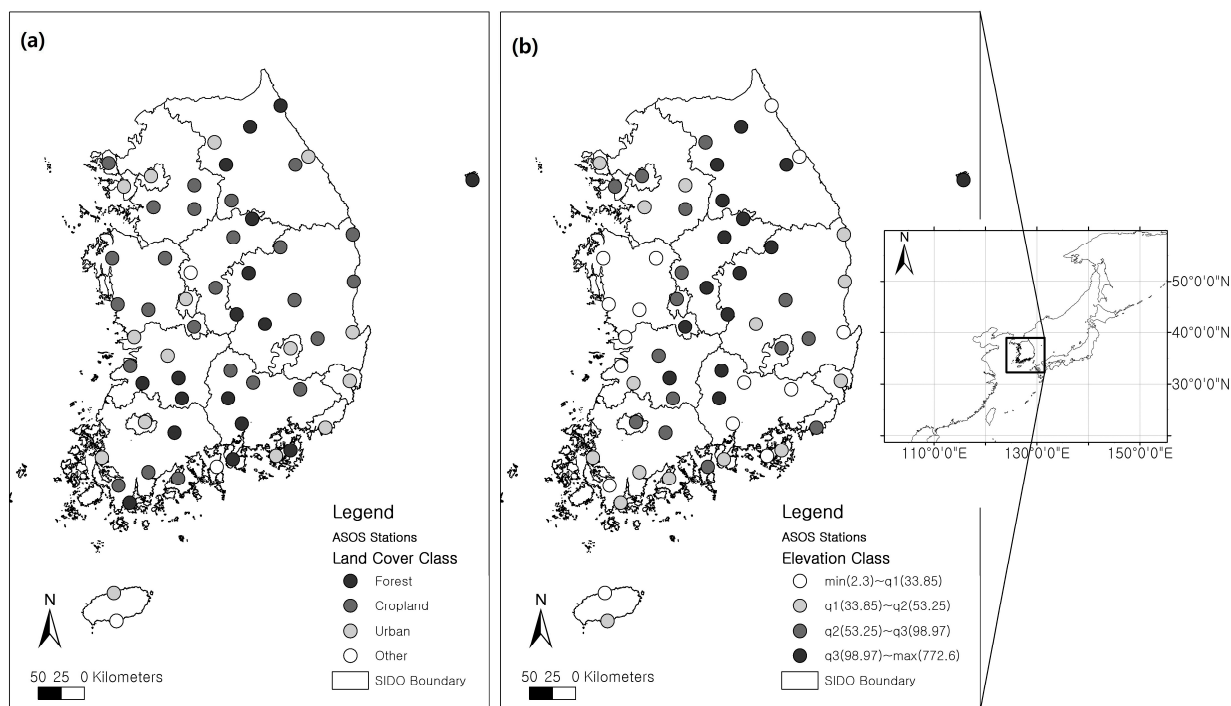 (a)
N
50 25 0 Kilometers
Legend
ASOS Stations
Land Cover Class
Forest
Cropland
Urban
Other
SIDO Boundary
(b)
N
50 25 0 Kilometers
Legend
ASOS Stations
Elevation Class
min(2.3)~q1(33.85)
q1(33.85)~q2(53.25)
q2(53.25)~q3(98.97)
q3(98.97)~max(772.6)
SIDO Boundary
N
50°0'0"N
40°0'0"N
30°0'0"N
110°0'0"E
130°0'0"E
150°0'0"E